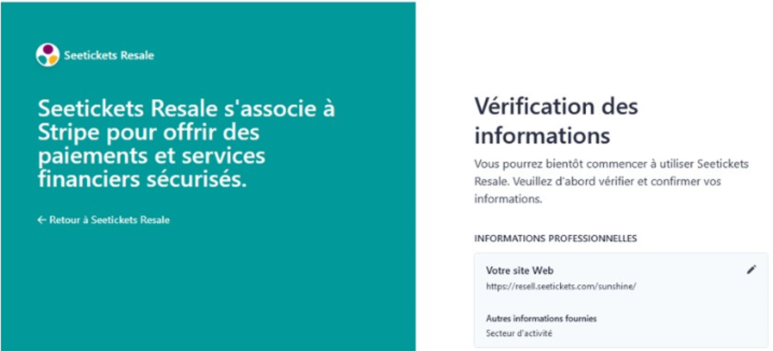 Seetickets Resale
Seetickets Resale s'associe à
Stripe pour offrir des
paiements et services
financiers sécurisés.
← Retour à Seetickets Resale
Vérification des
informations
Vous pourrez bientôt commencer à utiliser Seetickets
Resale. Veuillez d'abord vérifier et confirmer vos
informations.
INFORMATIONS PROFESSIONNELLES
Votre site Web
https://resell.seetickets.com/sunshine/
Autres informations fournies
Secteur d'activité